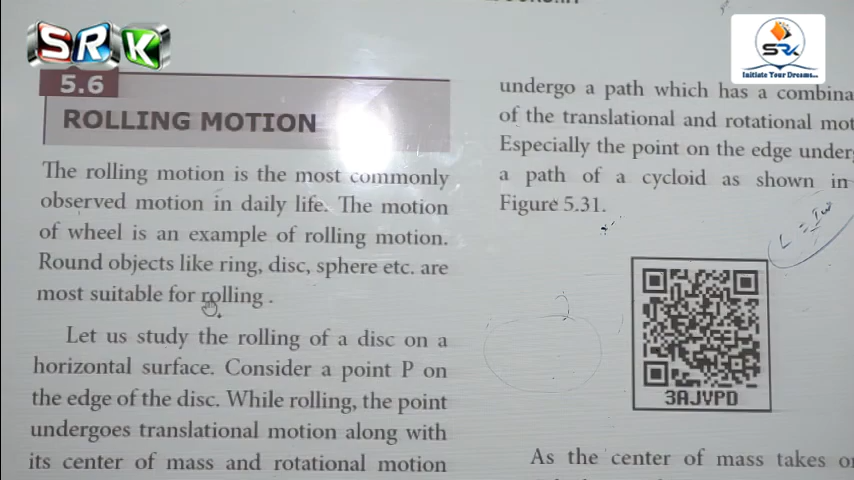 SRK
SRK
Initiate Your Dreams...
5.6
ROLLING MOTION
The rolling motion is the most commonly
observed motion in daily life. The motion
of wheel is an example of rolling motion.
Round objects like ring, disc, sphere etc. are
most suitable for rolling .
Let us study the rolling of a disc on a
horizontal surface. Consider a point P on
the edge of the disc. While rolling, the point
undergoes translational motion along with
its center of mass and rotational motion
undergo a path which has a combina
of the translational and rotational mot
Especially the point on the edge under
a path of a cycloid as shown in
Figure 5.31.
L = Iω
3AJVPD
As the center of mass takes